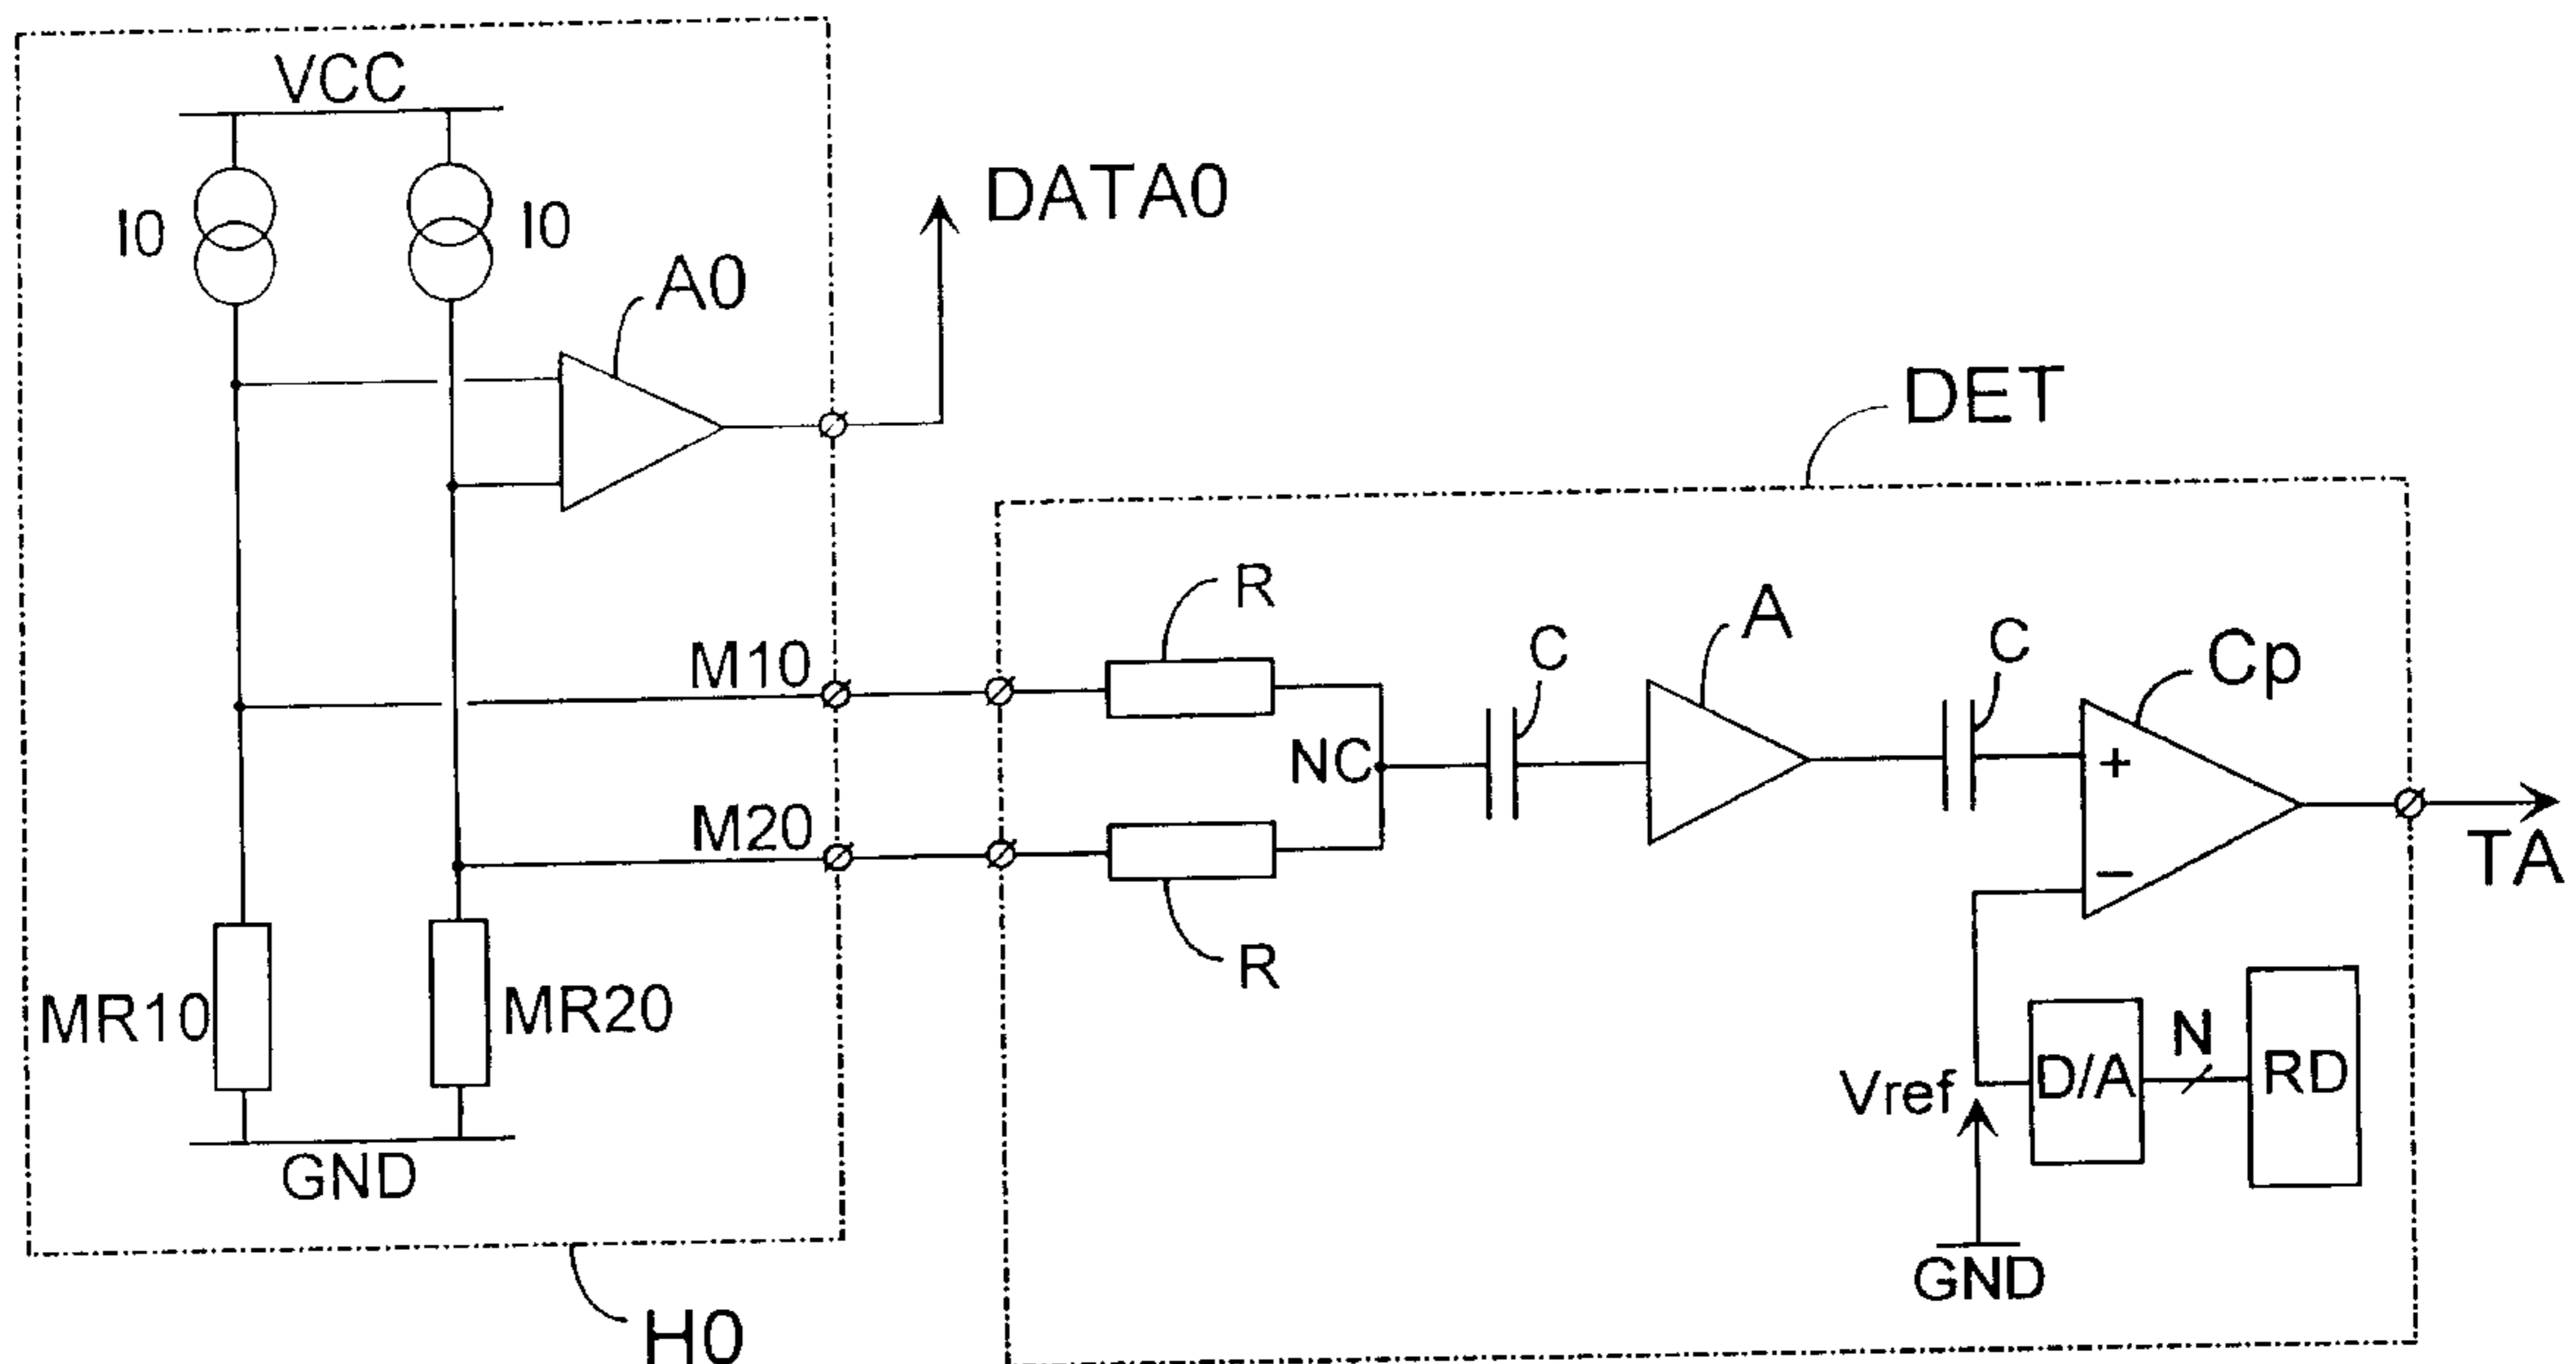 VCC
I0
I0
A0
DATA0
DET
R
M10
C
A
C
Cp
NC
+
M20
−
TA
R
MR10
MR20
Vref
D/A
N
RD
GND
GND
H0